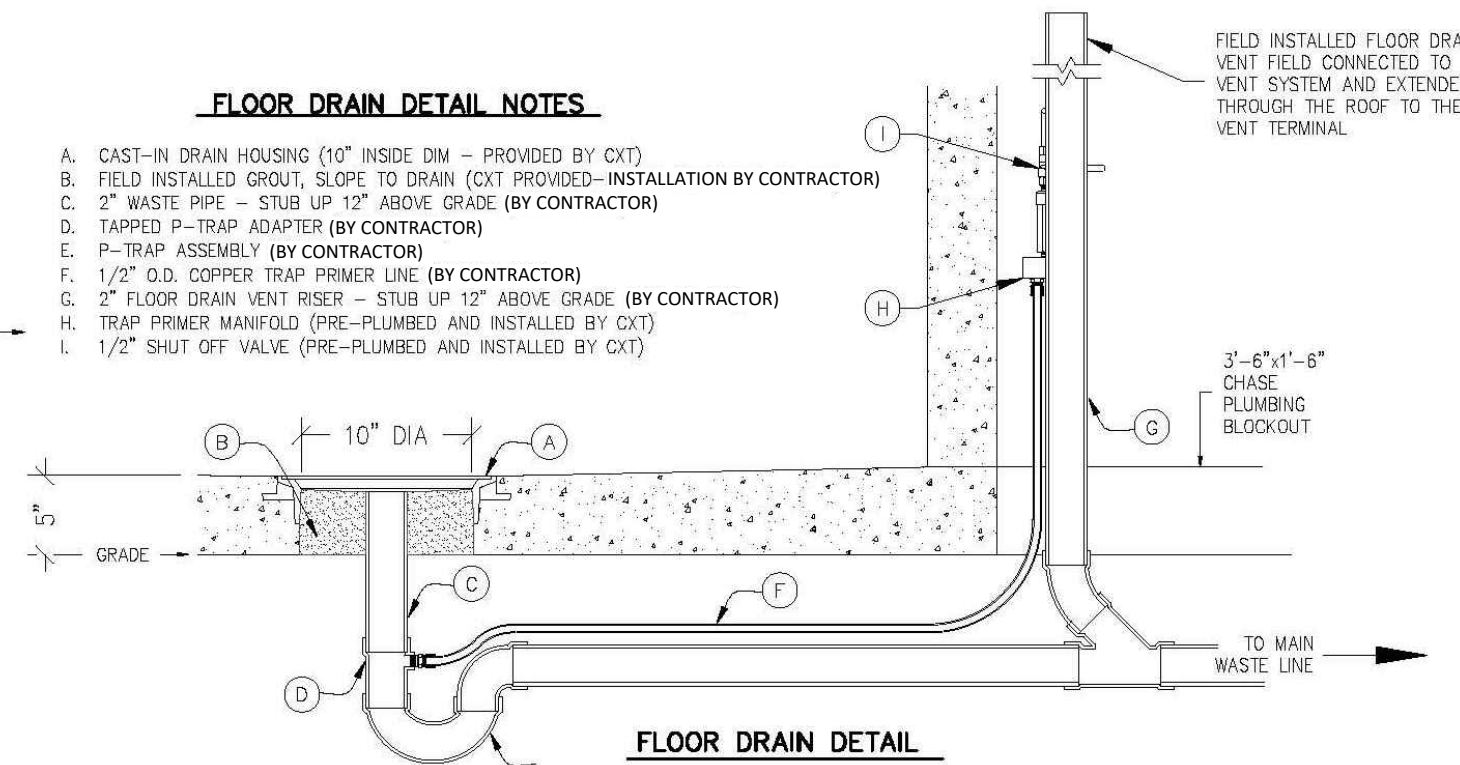 FLOOR DRAIN DETAIL NOTES
A. CAST-IN DRAIN HOUSING (10" INSIDE DIM - PROVIDED BY CXT)
B. FIELD INSTALLED GROUT, SLOPE TO DRAIN (CXT PROVIDED-INSTALLATION BY CONTRACTOR)
C. 2" WASTE PIPE - STUB UP 12" ABOVE GRADE (BY CONTRACTOR)
D. TAPPED P-TRAP ADAPTER (BY CONTRACTOR)
E. P-TRAP ASSEMBLY (BY CONTRACTOR)
F. 1/2" O.D. COPPER TRAP PRIMER LINE (BY CONTRACTOR)
G. 2" FLOOR DRAIN VENT RISER - STUB UP 12" ABOVE GRADE (BY CONTRACTOR)
H. TRAP PRIMER MANIFOLD (PRE-PLUMBED AND INSTALLED BY CXT)
I. 1/2" SHUT OFF VALVE (PRE-PLUMBED AND INSTALLED BY CXT)
FIELD INSTALLED FLOOR DRA
VENT FIELD CONNECTED TO
VENT SYSTEM AND EXTENDE
THROUGH THE ROOF TO THE
VENT TERMINAL
I
H
3'-6"x1'-6"
CHASE
PLUMBING
BLOCKOUT
G
B
10" DIA
A
5"
GRADE
C
F
D
TO MAIN
WASTE LINE
FLOOR DRAIN DETAIL